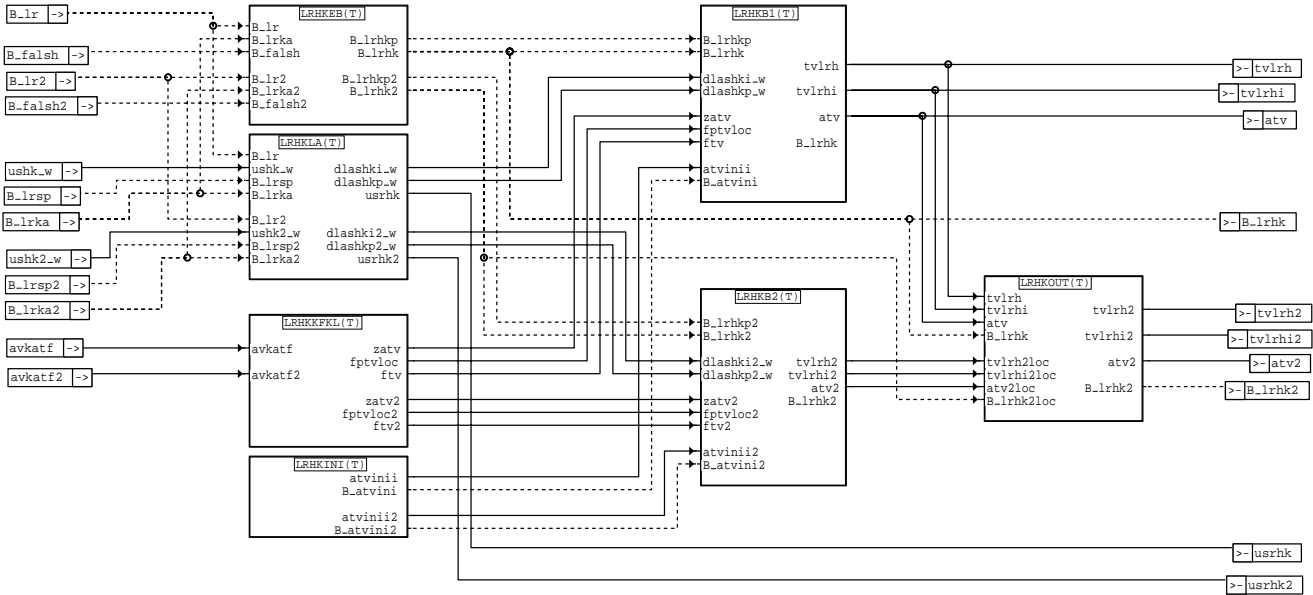 B_lr ->
B_falsh ->
B_lr2 ->
B_falsh2 ->
ushk_w ->
B_lrsp ->
B_lrka ->
ushk2_w ->
B_lrsp2 ->
B_lrka2 ->
avkatf ->
avkatf2 ->
LRHKEB(T)
B_lr
B_lrka
B_falsh
B_lr2
B_lrka2
B_falsh2
B_lrhkp
B_lrhk
B_lrhkp2
B_lrhk2
LRHKLA(T)
B_lr
ushk_w
B_lrsp
B_lrka
B_lr2
ushk2_w
B_lrsp2
B_lrka2
dlashki_w
dlashkp_w
usrhk
dlashki2_w
dlashkp2_w
usrhk2
LRHKKFKL(T)
avkatf
avkatf2
zatv
fptvloc
ftv
zatv2
fptvloc2
ftv2
LRHKINI(T)
atvinii
B_atvini
atvinii2
B_atvini2
LRHKB1(T)
B_lrhkp
B_lrhk
dlashki_w
dlashkp_w
zatv
fptvloc
ftv
atvinii
B_atvini
tvlrh
tvlrhi
atv
B_lrhk
LRHKB2(T)
B_lrhkp2
B_lrhk2
dlashki2_w
dlashkp2_w
zatv2
fptvloc2
ftv2
atvinii2
B_atvini2
tvlrh2
tvlrhi2
atv2
B_lrhk2
LRHKOUT(T)
tvlrh
tvlrhi
atv
B_lrhk
tvlrh2loc
tvlrhi2loc
atv2loc
B_lrhk2loc
tvlrh2
tvlrhi2
atv2
B_lrhk2
>- tvlrh
>- tvlrhi
>- atv
>- B_lrhk
>- tvlrh2
>- tvlrhi2
>- atv2
>- B_lrhk2
>- usrhk
>- usrhk2